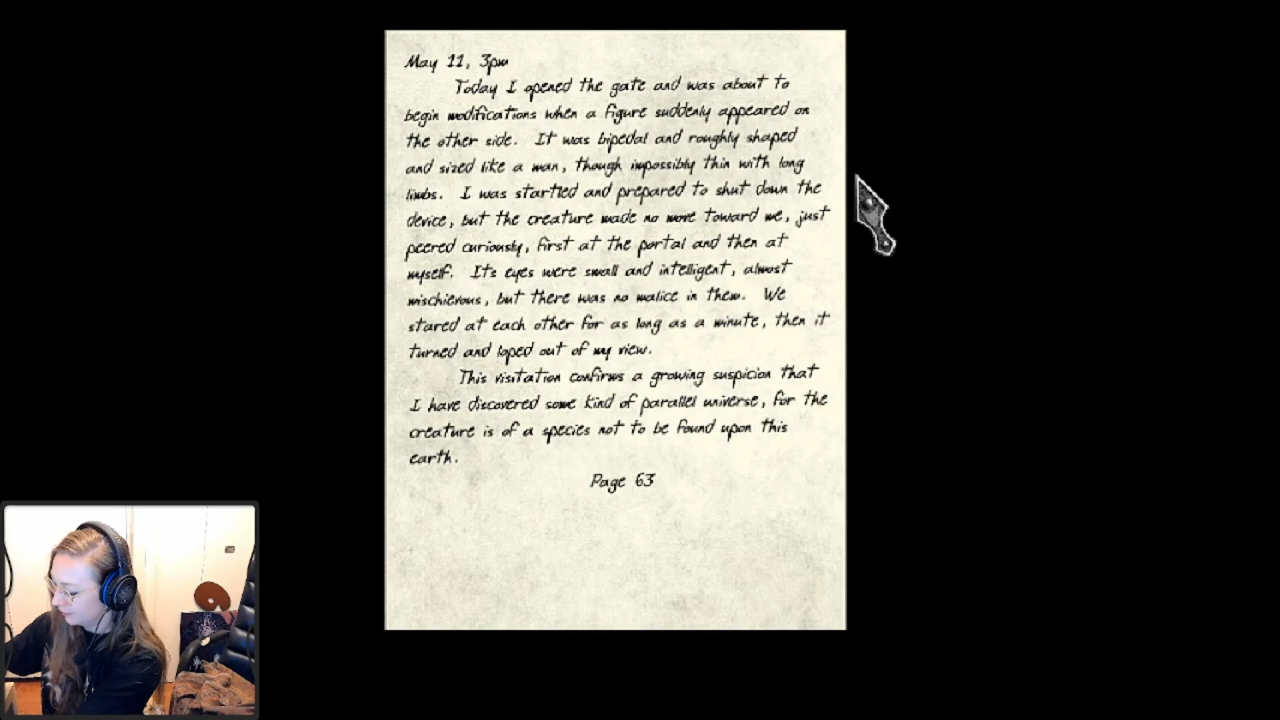 May 11, 3pm
Today I opened the gate and was about to
begin modifications when a figure suddenly appeared on
the other side. It was bipedal and roughly shaped
and sized like a man, though impossibly thin with long
limbs. I was startled and prepared to shut down the
device, but the creature made no move toward me, just
peered curiously, first at the portal and then at
myself. Its eyes were small and intelligent, almost
mischievous, but there was no malice in them. We
stared at each other for as long as a minute, then it
turned and loped out of my view.
This visitation confirms a growing suspicion that
I have discovered some kind of parallel universe, for the
creature is of a species not to be found upon this
earth.
Page 63